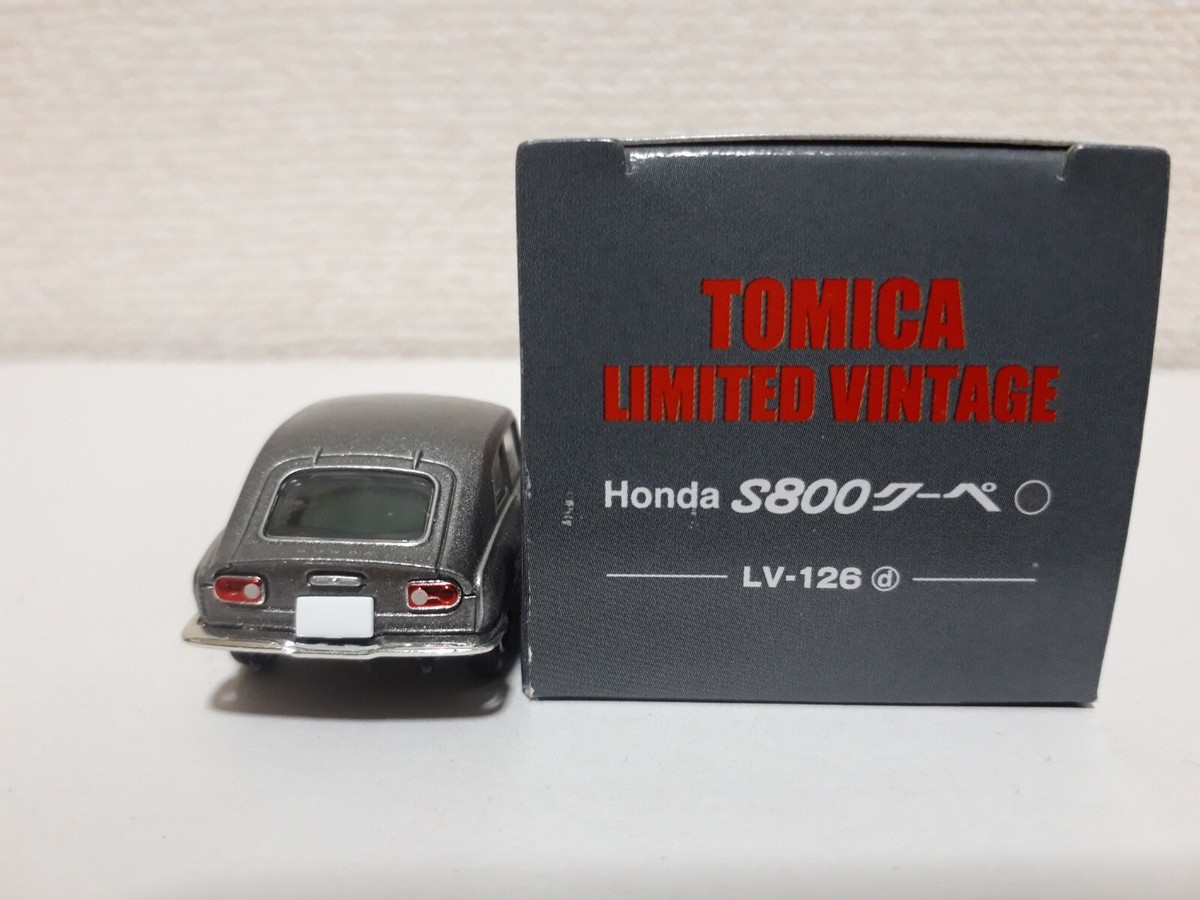 TOMICA
LIMITED VINTAGE
Honda S800クーペ
LV-126 ⓓ